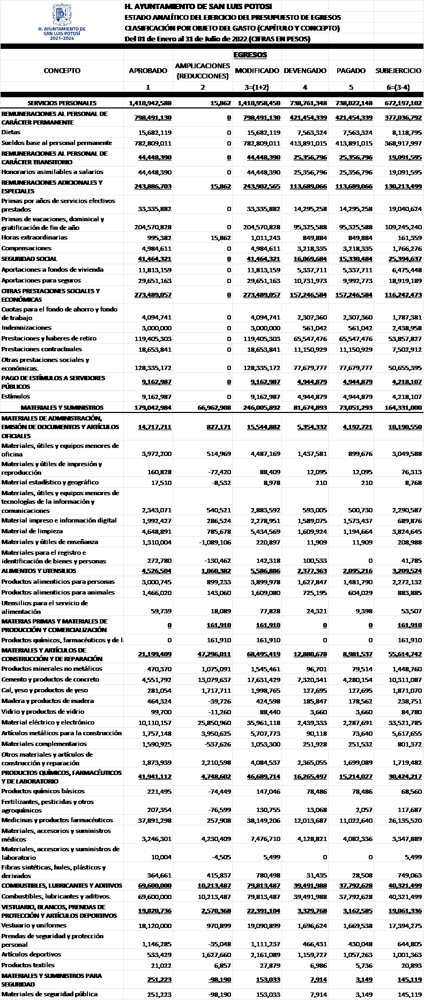 H. AYUNTAMIENTO DE
SAN LUIS POTOSÍ
2021-2024
H. AYUNTAMIENTO DE SAN LUIS POTOSI
ESTADO ANALÍTICO DEL EJERCICIO DEL PRESUPUESTO DE EGRESOS
CLASIFICACIÓN POR OBJETO DEL GASTO (CAPÍTULO Y CONCEPTO)
Del 01 de Enero al 31 de Julio de 2022 (CIFRAS EN PESOS)
EGRESOS
CONCEPTO APROBADO AMPLICACIONES (REDUCCIONES) MODIFICADO DEVENGADO PAGADO SUBEJERCICIO
1 2 3=(1+2) 4 5 6=(3-4)
SERVICIOS PERSONALES 1,410,942,588 15,862 1,410,958,450 738,761,348 738,022,148 672,197,102
REMUNERACIONES AL PERSONAL DE
CARÁCTER PERMANENTE 798,491,130 0 798,491,130 421,454,339 421,454,339 377,036,792
Dietas 15,682,119 0 15,682,119 7,563,324 7,563,324 8,118,795
Sueldos base al personal permanente 782,809,011 0 782,809,011 413,891,015 413,891,015 368,917,997
REMUNERACIONES AL PERSONAL DE
CARÁCTER TRANSITORIO 44,448,390 0 44,448,390 25,356,796 25,356,796 19,091,595
Honorarios asimilables a salarios 44,448,390 0 44,448,390 25,356,796 25,356,796 19,091,595
REMUNERACIONES ADICIONALES Y
ESPECIALES 243,886,703 15,862 243,902,565 113,689,066 113,689,066 130,213,499
Primas por años de servicios efectivos
prestados 33,335,882 0 33,335,882 14,295,258 14,295,258 19,040,624
Primas de vacaciones, dominical y
gratificación de fin de año 204,570,828 0 204,570,828 95,325,588 95,325,588 109,245,240
Horas extraordinarias 995,382 15,862 1,011,243 849,884 849,884 161,359
Compensaciones 4,984,611 0 4,984,611 3,218,335 3,218,335 1,766,276
SEGURIDAD SOCIAL 41,464,321 0 41,464,321 16,069,684 15,330,484 25,394,637
Aportaciones a fondos de vivienda 11,813,159 0 11,813,159 5,337,711 5,337,711 6,475,448
Aportaciones para seguros 29,651,163 0 29,651,163 10,731,973 9,992,773 18,919,189
OTRAS PRESTACIONES SOCIALES Y
ECONÓMICAS 273,489,057 0 273,489,057 157,246,584 157,246,584 116,242,473
Cuotas para el fondo de ahorro y fondo
de trabajo 4,094,741 0 4,094,741 2,307,360 2,307,360 1,787,381
Indemnizaciones 3,000,000 0 3,000,000 561,042 561,042 2,438,958
Prestaciones y haberes de retiro 119,405,303 0 119,405,303 65,547,476 65,547,476 53,857,827
Prestaciones contractuales 18,653,841 0 18,653,841 11,150,929 11,150,929 7,502,912
Otras prestaciones sociales y
económicas. 128,335,172 0 128,335,172 77,679,777 77,679,777 50,655,395
PAGO DE ESTÍMULOS A SERVIDORES
PÚBLICOS 9,162,987 0 9,162,987 4,944,879 4,944,879 4,218,107
Estímulos 9,162,987 0 9,162,987 4,944,879 4,944,879 4,218,107
MATERIALES Y SUMINISTROS 179,042,984 66,962,908 246,005,892 81,674,893 73,051,293 164,331,000
MATERIALES DE ADMINISTRACIÓN,
EMISIÓN DE DOCUMENTOS Y ARTÍCULOS
OFICIALES 14,717,711 827,171 15,544,882 5,354,332 4,192,721 10,190,550
Materiales, útiles y equipos menores de
oficina 3,972,200 514,969 4,487,169 1,437,581 899,676 3,049,588
Materiales y útiles de impresión y
reproducción 160,828 -72,420 88,409 12,095 12,095 76,313
Material estadístico y geográfico 17,510 -8,532 8,978 210 210 8,768
Materiales, útiles y equipos menores de
tecnologías de la información y
comunicaciones 2,343,071 540,521 2,883,592 593,005 500,730 2,290,587
Material impreso e información digital 1,992,427 286,524 2,278,951 1,589,075 1,573,437 689,876
Material de limpieza 4,648,891 785,678 5,434,569 1,609,924 1,194,664 3,824,645
Materiales y útiles de enseñanza 1,310,004 -1,089,106 220,897 11,909 11,909 208,988
Materiales para el registro e
identificación de bienes y personas 272,780 -130,462 142,318 100,533 0 41,785
ALIMENTOS Y UTENSILIOS 4,526,504 1,060,382 5,586,886 2,377,363 2,095,216 3,209,524
Productos alimenticios para personas 3,000,745 899,233 3,899,978 1,627,847 1,481,790 2,272,132
Productos alimenticios para animales 1,466,020 143,060 1,609,080 725,195 604,029 883,885
Utensilios para el servicio de
alimentación 59,739 18,089 77,828 24,321 9,398 53,507
MATERIAS PRIMAS Y MATERIALES DE
PRODUCCIÓN Y COMERCIALIZACIÓN 0 161,910 161,910 0 0 161,910
Productos químicos, farmacéuticos y de la 0 161,910 161,910 0 0 161,910
MATERIALES Y ARTÍCULOS DE
CONSTRUCCIÓN Y DE REPARACIÓN 21,199,409 47,296,011 68,495,419 12,880,678 8,981,537 55,614,742
Productos minerales no metálicos 470,370 1,075,091 1,545,461 96,701 79,514 1,448,760
Cemento y productos de concreto 4,551,792 13,079,637 17,631,429 7,320,341 4,280,154 10,311,087
Cal, yeso y productos de yeso 281,054 1,717,711 1,998,765 127,695 127,695 1,871,070
Madera y productos de madera 464,324 -39,726 424,598 185,847 178,562 238,751
Vidrio y productos de vidrio 99,700 -11,260 88,440 3,660 3,660 84,780
Material eléctrico y electrónico 10,110,157 25,850,960 35,961,118 2,439,333 2,287,691 33,521,785
Artículos metálicos para la construcción 1,757,148 3,950,625 5,707,773 90,118 73,640 5,617,655
Materiales complementarios 1,590,925 -537,626 1,053,300 251,928 251,532 801,372
Otros materiales y artículos de
construcción y reparación 1,873,939 2,210,598 4,084,537 2,365,055 1,699,089 1,719,482
PRODUCTOS QUÍMICOS, FARMACÉUTICOS
Y DE LABORATORIO 41,941,112 4,748,602 46,689,714 16,265,497 15,214,027 30,424,217
Productos químicos básicos 221,495 -74,449 147,046 78,486 78,486 68,560
Fertilizantes, pesticidas y otros
agroquímicos 207,354 -76,599 130,755 13,068 2,057 117,687
Medicinas y productos farmacéuticos 37,891,298 257,908 38,149,206 12,013,687 11,022,640 26,135,520
Materiales, accesorios y suministros
médicos 3,246,301 4,230,409 7,476,710 4,128,821 4,082,336 3,347,889
Materiales, accesorios y suministros de
laboratorio 10,004 -4,505 5,499 0 0 5,499
Fibras sintéticas, hules, plásticos y
derivados 364,661 415,837 780,498 31,435 28,508 749,063
COMBUSTIBLES, LUBRICANTES Y ADITIVOS 69,600,000 10,213,487 79,813,487 39,491,988 37,792,628 40,321,499
Combustibles, lubricantes y aditivos. 69,600,000 10,213,487 79,813,487 39,491,988 37,792,628 40,321,499
VESTUARIO, BLANCOS, PRENDAS DE
PROTECCIÓN Y ARTÍCULOS DEPORTIVOS 19,820,736 2,570,368 22,391,104 3,329,768 3,162,585 19,061,336
Vestuario y uniformes 18,120,000 970,899 19,090,899 1,696,624 1,669,538 17,394,275
Prendas de seguridad y protección
personal 1,146,285 -35,048 1,111,237 466,431 430,048 644,805
Artículos deportivos 533,429 1,627,660 2,161,089 1,159,727 1,057,263 1,001,363
Productos textiles 21,022 6,857 27,879 6,986 5,736 20,893
MATERIALES Y SUMINISTROS PARA
SEGURIDAD 251,223 -98,190 153,033 7,914 3,149 145,119
Materiales de seguridad pública 251,223 -98,190 153,033 7,914 3,149 145,119